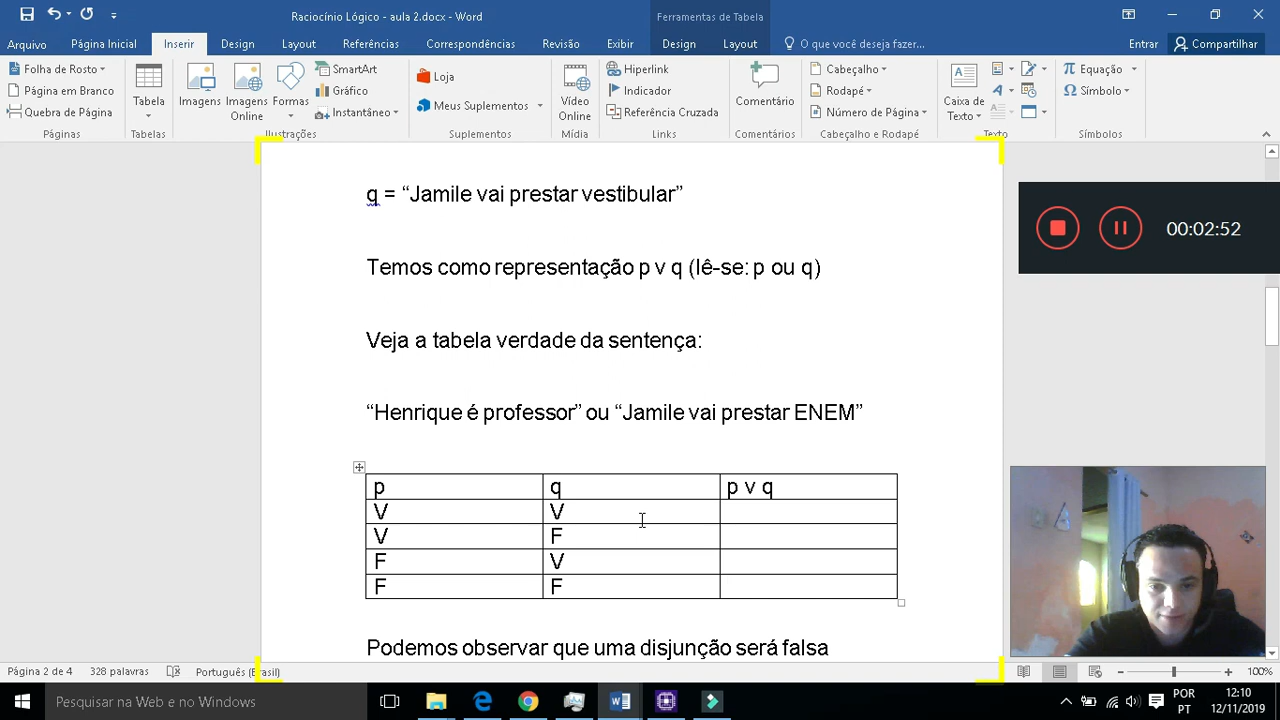 Raciocínio Lógico - aula 2.docx - Word
Ferramentas de Tabela
Arquivo Página Inicial Inserir Design Layout Referências Correspondências Revisão Exibir Design Layout O que você deseja fazer... Entrar Compartilhar
Folha de Rosto
Página em Branco
Quebra de Página
Páginas
Tabela
Tabelas
Imagens
Imagens Online
Formas
SmartArt
Gráfico
Instantâneo
Ilustrações
Loja
Meus Suplementos
Suplementos
Vídeo Online
Mídia
Hiperlink
Indicador
Referência Cruzada
Links
Comentário
Comentários
Cabeçalho
Rodapé
Número de Página
Cabeçalho e Rodapé
Caixa de Texto
Texto
Equação
Símbolo
Símbolos
q = “Jamile vai prestar vestibular”
Temos como representação p v q (lê-se: p ou q)
Veja a tabela verdade da sentença:
“Henrique é professor” ou “Jamile vai prestar ENEM”
p q p v q
V V
V F
F V
F F
Podemos observar que uma disjunção será falsa
00:02:52
Página 2 de 4 328 palavras Português (Brasil) 100%
Pesquisar na Web e no Windows
POR
PT
12:10
12/11/2019